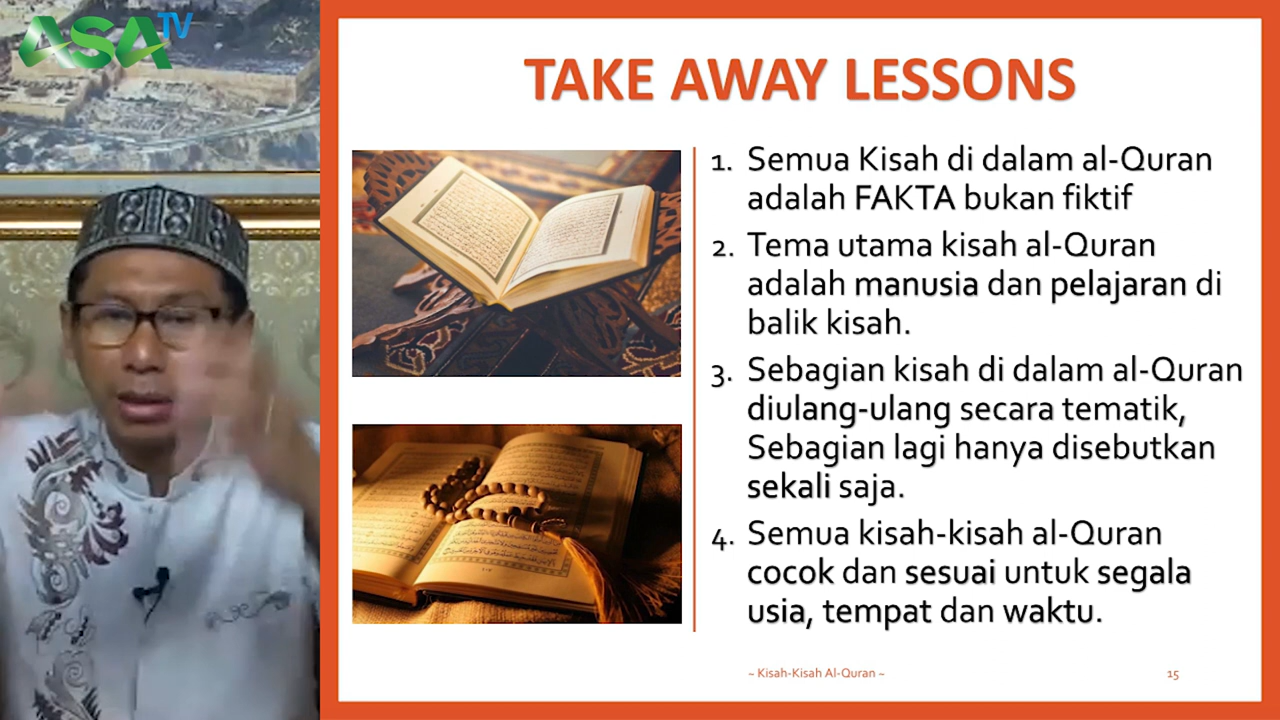 ASA TV
TAKE AWAY LESSONS
1. Semua Kisah di dalam al-Quran
adalah FAKTA bukan fiktif
2. Tema utama kisah al-Quran
adalah manusia dan pelajaran di
balik kisah.
3. Sebagian kisah di dalam al-Quran
diulang-ulang secara tematik,
Sebagian lagi hanya disebutkan
sekali saja.
4. Semua kisah-kisah al-Quran
cocok dan sesuai untuk segala
usia, tempat dan waktu.
~ Kisah-Kisah Al-Quran ~
15